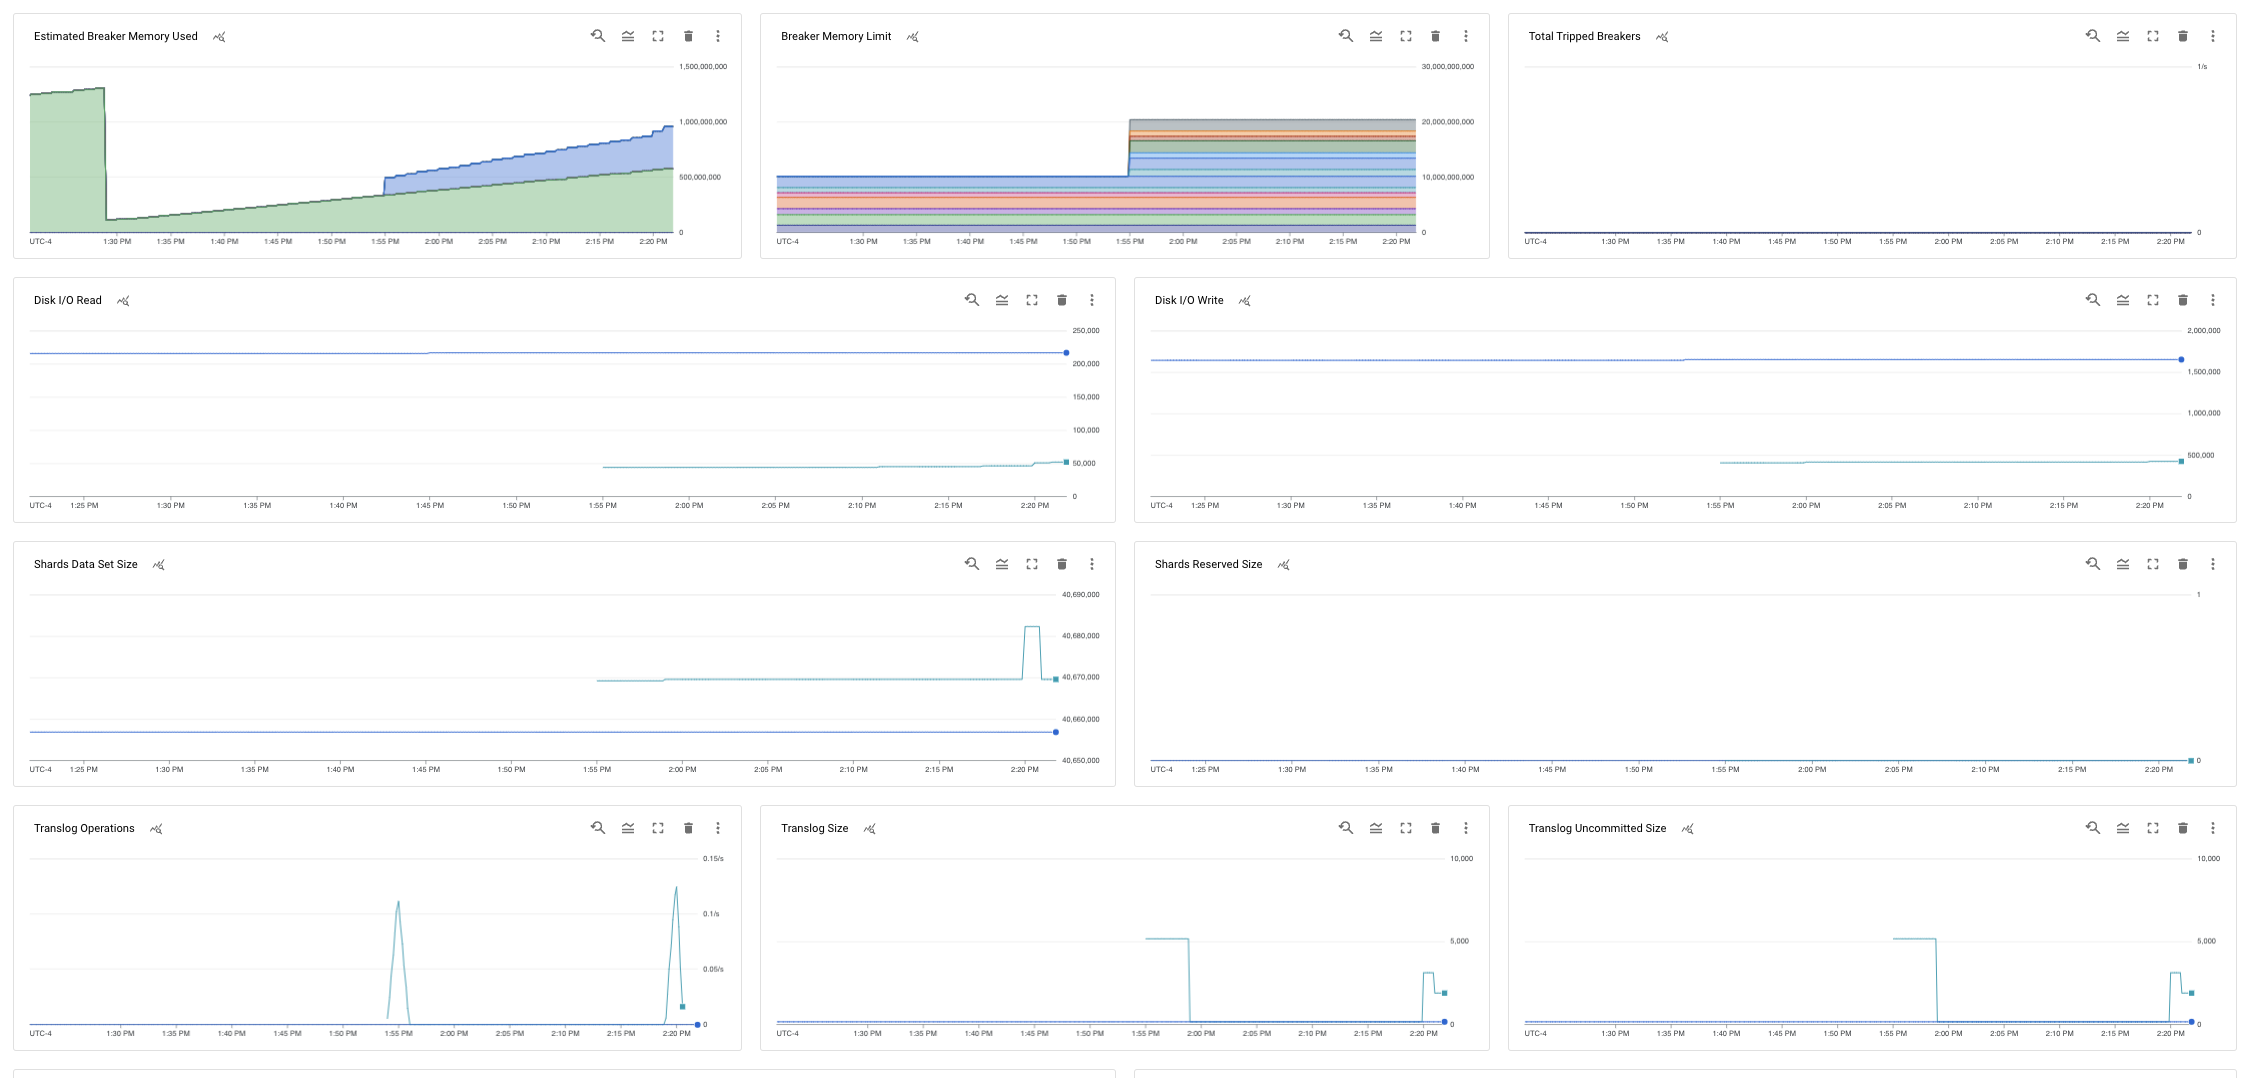 Estimated Breaker Memory Used
Breaker Memory Limit
Total Tripped Breakers
1,500,000,000
1,000,000,000
500,000,000
0
UTC-4 1:30 PM 1:35 PM 1:40 PM 1:45 PM 1:50 PM 1:55 PM 2:00 PM 2:05 PM 2:10 PM 2:15 PM 2:20 PM
30,000,000,000
20,000,000,000
10,000,000,000
0
UTC-4 1:30 PM 1:35 PM 1:40 PM 1:45 PM 1:50 PM 1:55 PM 2:00 PM 2:05 PM 2:10 PM 2:15 PM 2:20 PM
1/s
0
UTC-4 1:30 PM 1:35 PM 1:40 PM 1:45 PM 1:50 PM 1:55 PM 2:00 PM 2:05 PM 2:10 PM 2:15 PM 2:20 PM
Disk I/O Read
Disk I/O Write
250,000
200,000
150,000
100,000
50,000
0
UTC-4 1:25 PM 1:30 PM 1:35 PM 1:40 PM 1:45 PM 1:50 PM 1:55 PM 2:00 PM 2:05 PM 2:10 PM 2:15 PM 2:20 PM
2,000,000
1,500,000
1,000,000
500,000
0
UTC-4 1:25 PM 1:30 PM 1:35 PM 1:40 PM 1:45 PM 1:50 PM 1:55 PM 2:00 PM 2:05 PM 2:10 PM 2:15 PM 2:20 PM
Shards Data Set Size
Shards Reserved Size
40,690,000
40,680,000
40,670,000
40,660,000
40,650,000
UTC-4 1:25 PM 1:30 PM 1:35 PM 1:40 PM 1:45 PM 1:50 PM 1:55 PM 2:00 PM 2:05 PM 2:10 PM 2:15 PM 2:20 PM
1
0
UTC-4 1:25 PM 1:30 PM 1:35 PM 1:40 PM 1:45 PM 1:50 PM 1:55 PM 2:00 PM 2:05 PM 2:10 PM 2:15 PM 2:20 PM
Translog Operations
Translog Size
Translog Uncommitted Size
0.15/s
0.1/s
0.05/s
0
UTC-4 1:30 PM 1:35 PM 1:40 PM 1:45 PM 1:50 PM 1:55 PM 2:00 PM 2:05 PM 2:10 PM 2:15 PM 2:20 PM
10,000
5,000
0
UTC-4 1:30 PM 1:35 PM 1:40 PM 1:45 PM 1:50 PM 1:55 PM 2:00 PM 2:05 PM 2:10 PM 2:15 PM 2:20 PM
10,000
5,000
0
UTC-4 1:30 PM 1:35 PM 1:40 PM 1:45 PM 1:50 PM 1:55 PM 2:00 PM 2:05 PM 2:10 PM 2:15 PM 2:20 PM